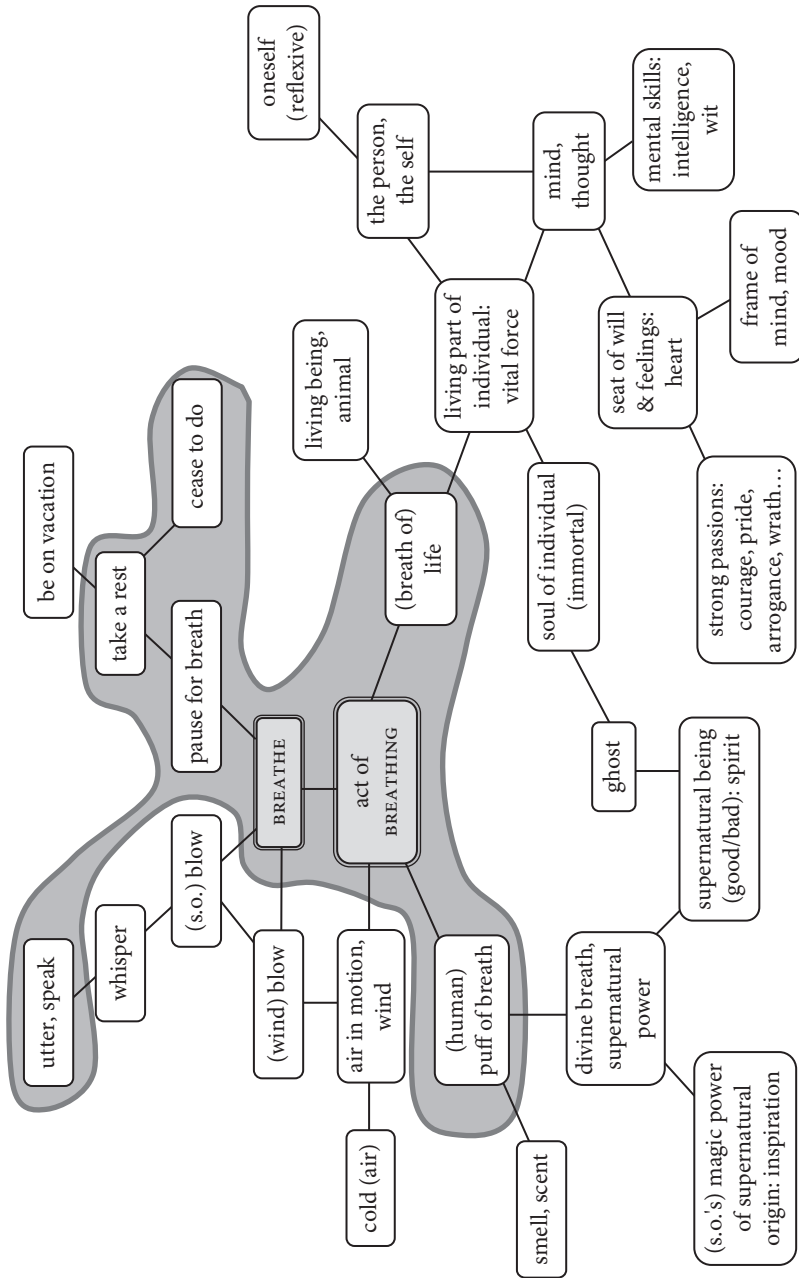 utter, speak
be on vacation
whisper
take a rest
(s.o.) blow
pause for breath
cease to do
(wind) blow
BREATHE
oneself
(reflexive)
living being,
animal
cold (air)
air in motion,
wind
act of
BREATHING
the person,
the self
(breath of)
life
(human)
puff of breath
living part of
individual:
vital force
smell, scent
soul of individual
(immortal)
mind,
thought
divine breath,
supernatural
power
ghost
seat of will
& feelings:
heart
mental skills:
intelligence,
wit
supernatural being
(good/bad): spirit
(s.o.'s) magic power
of supernatural
origin: inspiration
strong passions:
courage, pride,
arrogance, wrath…
frame of
mind, mood